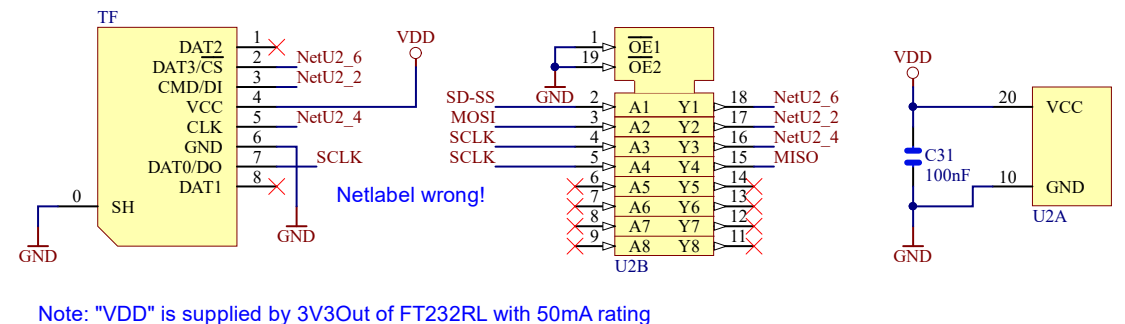 TF
DAT2 1
DAT3/CS 2 NetU2_6
CMD/DI 3 NetU2_2
VCC 4
CLK 5 NetU2_4
GND 6
DAT0/DO 7 SCLK
DAT1 8
0 SH
GND
GND
VDD
Netlabel wrong!
1 OE1
19 OE2
GND
SD-SS 2 A1 Y1 18 NetU2_6
MOSI 3 A2 Y2 17 NetU2_2
SCLK 4 A3 Y3 16 NetU2_4
SCLK 5 A4 Y4 15 MISO
6 A5 Y5 14
7 A6 Y6 13
8 A7 Y7 12
9 A8 Y8 11
U2B
VDD
20 VCC
C31
100nF
10 GND
U2A
GND
Note: "VDD" is supplied by 3V3Out of FT232RL with 50mA rating